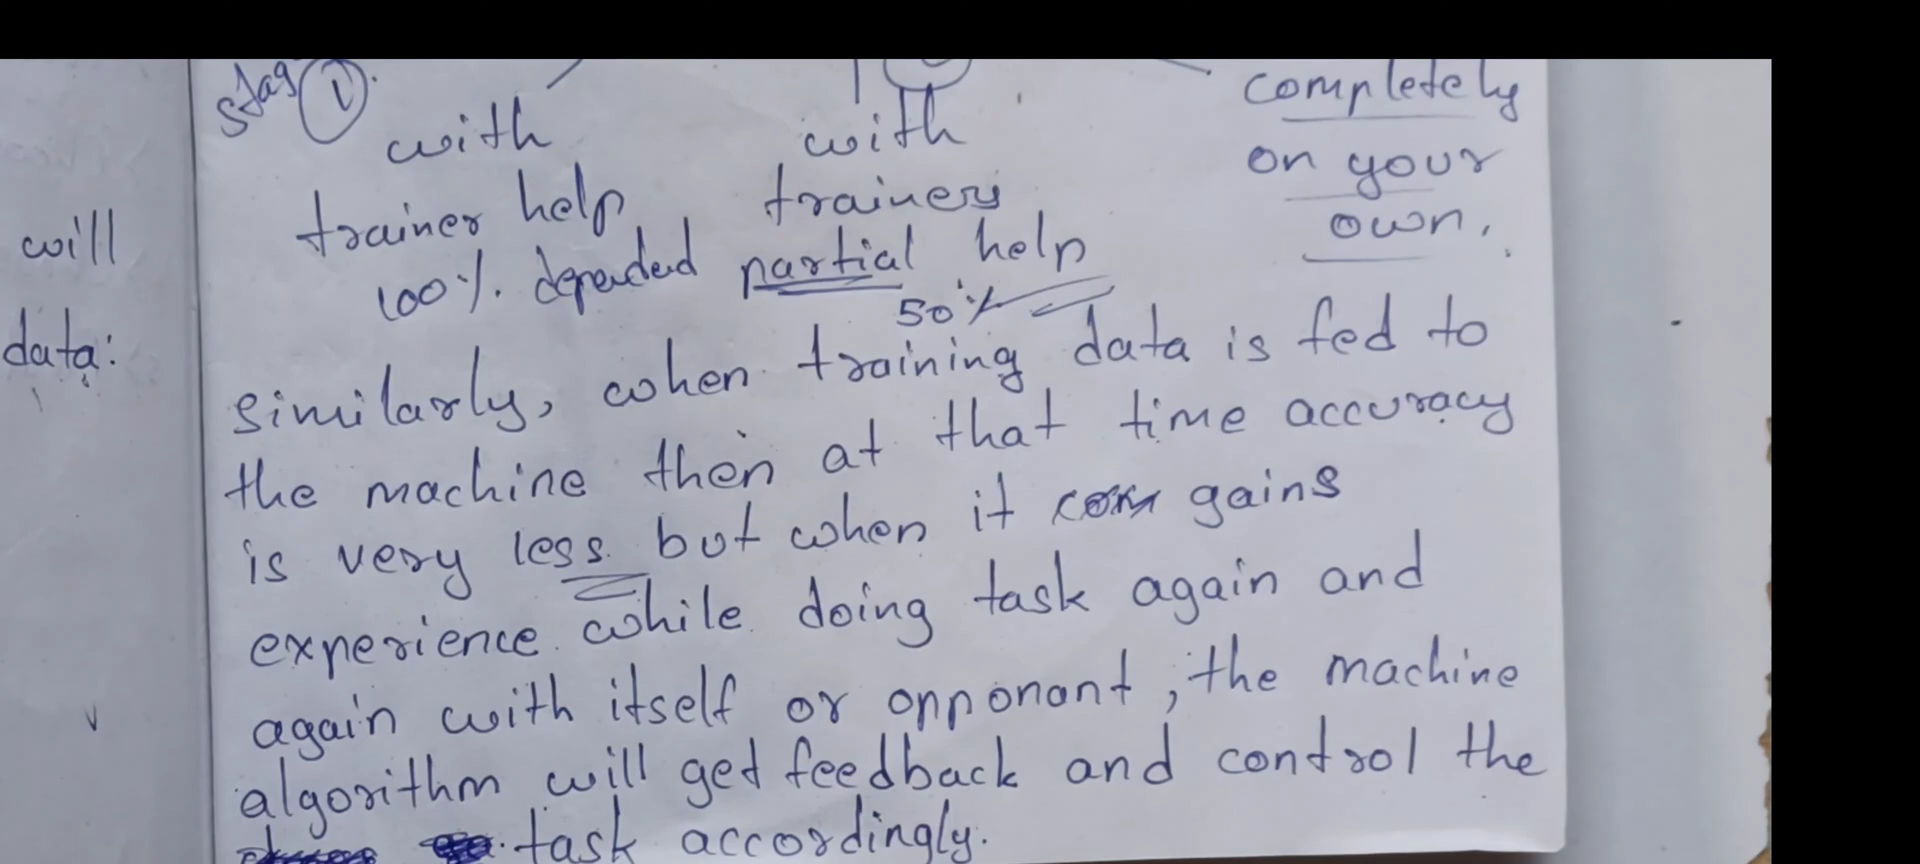 will
data:
stag 1.
with
trainer help
100%. depended
with
trainers
partial help
50%
completely
on your
own.
similarly, when training data is fed to
the machine then at that time accuracy
is very less but when it com gains
experience while doing task again and
again with itself or opponant, the machine
algorithm will get feedback and control the
task accordingly.